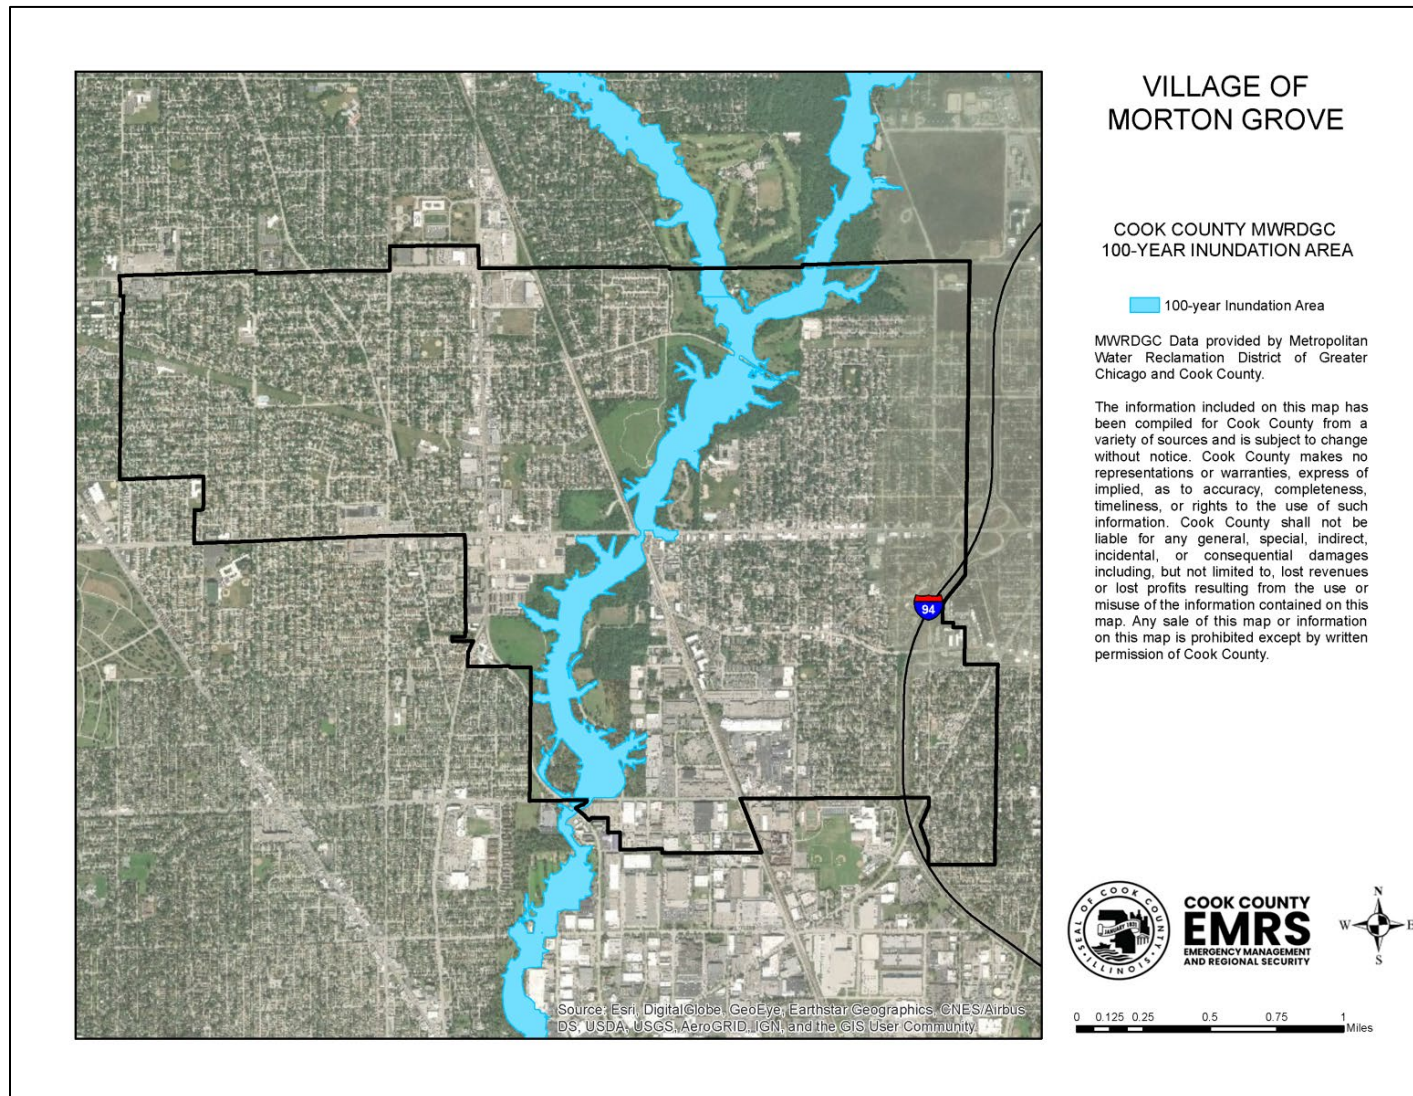 VILLAGE OF
MORTON GROVE
COOK COUNTY MWRDGC
100-YEAR INUNDATION AREA
100-year Inundation Area
MWRDGC Data provided by Metropolitan
Water Reclamation District of Greater
Chicago and Cook County.
The information included on this map has
been compiled for Cook County from a
variety of sources and is subject to change
without notice. Cook County makes no
representations or warranties, express of
implied, as to accuracy, completeness,
timeliness, or rights to the use of such
information. Cook County shall not be
liable for any general, special, indirect,
incidental, or consequential damages
including, but not limited to, lost revenues
or lost profits resulting from the use or
misuse of the information contained on this
map. Any sale of this map or information
on this map is prohibited except by written
permission of Cook County.
94
SEAL OF COOK COUNTY
JANUARY 1831
ILLINOIS
COOK COUNTY
EMRS
EMERGENCY MANAGEMENT
AND REGIONAL SECURITY
N
W E
S
Source: Esri, DigitalGlobe, GeoEye, Earthstar Geographics, CNES/Airbus
DS, USDA, USGS, AeroGRID, IGN, and the GIS User Community
0 0.125 0.25 0.5 0.75 1
Miles